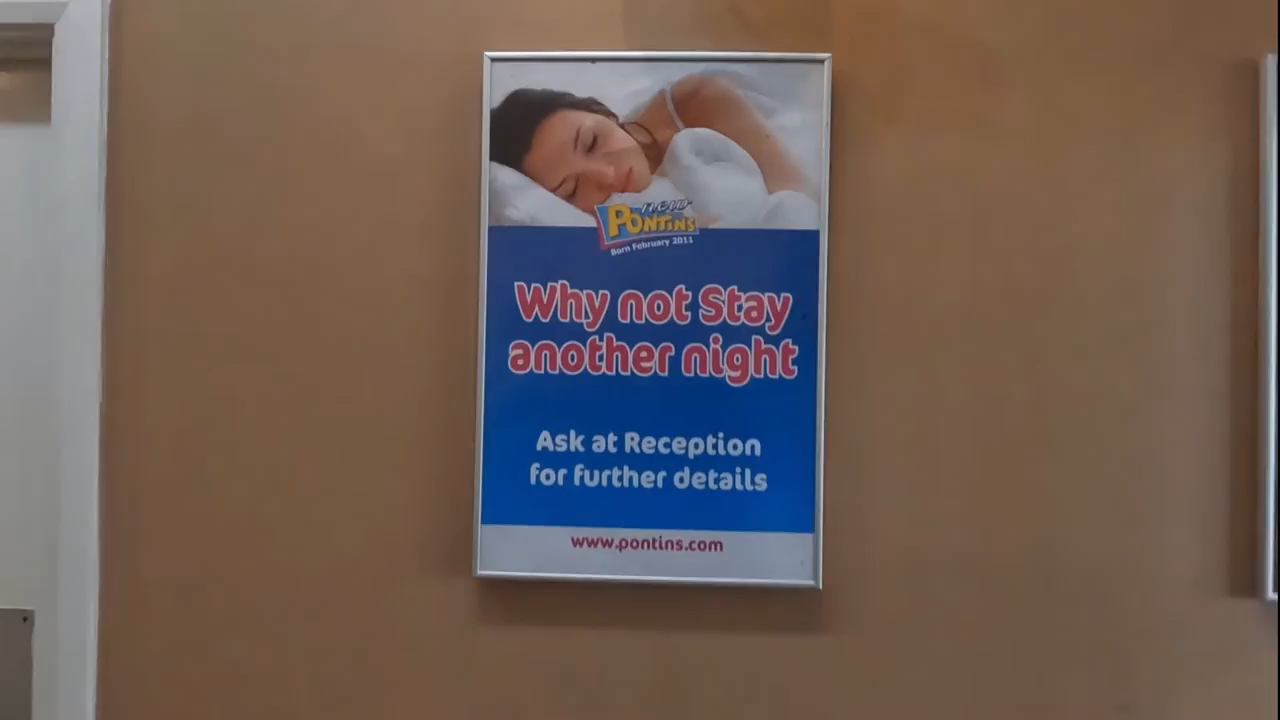 new
PONTINS
Born February 2011
Why not Stay
another night
Ask at Reception
for further details
www.pontins.com